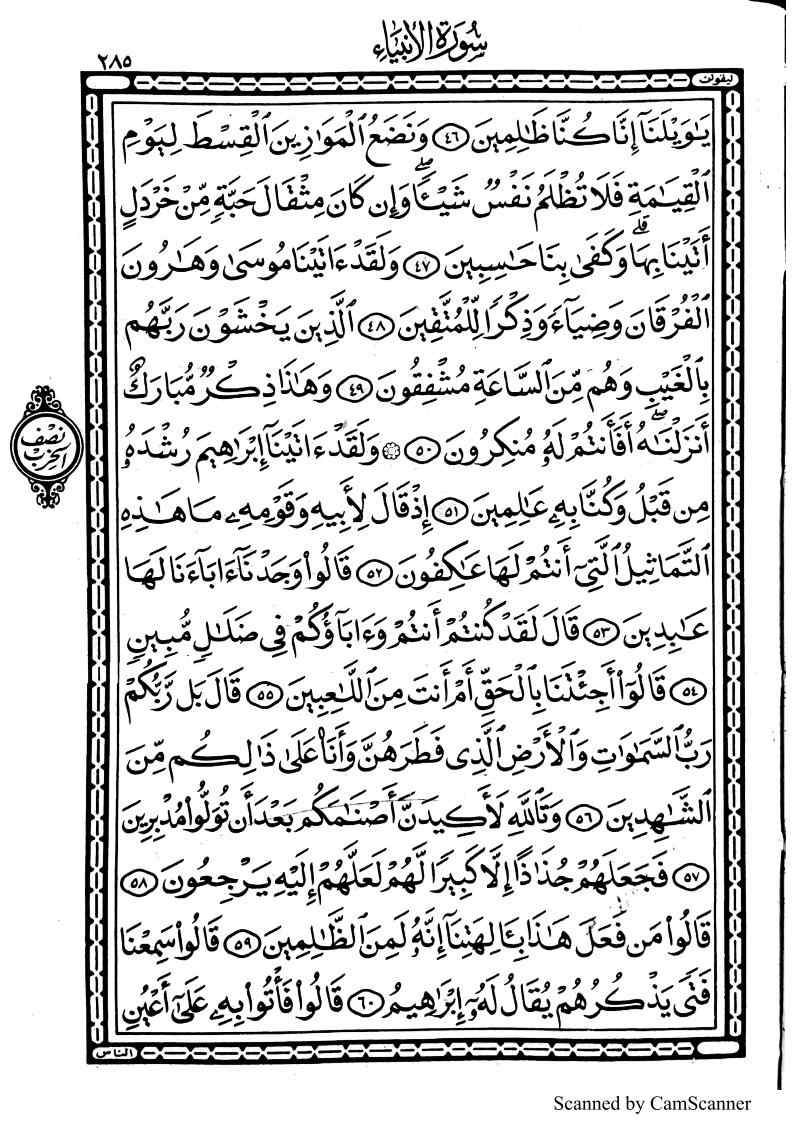 سُورَةُ الأَنبِيَاء
٢٨٥
ليفولت
يَٰوَيْلَنَآ إِنَّا كُنَّا ظَٰلِمِينَ ٤٦ وَنَضَعُ ٱلْمَوَٰزِينَ ٱلْقِسْطَ لِيَوْمِ
ٱلْقِيَٰمَةِ فَلَا تُظْلَمُ نَفْسٌ شَيْـًٔاۖ وَإِن كَانَ مِثْقَالَ حَبَّةٍ مِّنْ خَرْدَلٍ
أَتَيْنَا بِهَاۗ وَكَفَىٰ بِنَا حَٰسِبِينَ ٤٧ وَلَقَدْ ءَاتَيْنَا مُوسَىٰ وَهَٰرُونَ
ٱلْفُرْقَانَ وَضِيَآءً وَذِكْرًا لِّلْمُتَّقِينَ ٤٨ ٱلَّذِينَ يَخْشَوْنَ رَبَّهُم
بِٱلْغَيْبِ وَهُم مِّنَ ٱلسَّاعَةِ مُشْفِقُونَ ٤٩ وَهَٰذَا ذِكْرٌ مُّبَارَكٌ
أَنزَلْنَٰهُۖ أَفَأَنتُمْ لَهُۥ مُنكِرُونَ ٥٠ ۞ وَلَقَدْ ءَاتَيْنَآ إِبْرَٰهِيمَ رُشْدَهُۥ
نِصْف
الحِزْب
مِن قَبْلُ وَكُنَّا بِهِۦ عَٰلِمِينَ ٥١ إِذْ قَالَ لِأَبِيهِ وَقَوْمِهِۦ مَا هَٰذِهِ
ٱلتَّمَاثِيلُ ٱلَّتِىٓ أَنتُمْ لَهَا عَٰكِفُونَ ٥٢ قَالُوا۟ وَجَدْنَآ ءَابَآءَنَا لَهَا
عَٰبِدِينَ ٥٣ قَالَ لَقَدْ كُنتُمْ أَنتُمْ وَءَابَآؤُكُمْ فِى ضَلَٰلٍ مُّبِينٍ
٥٤ قَالُوٓا۟ أَجِئْتَنَا بِٱلْحَقِّ أَمْ أَنتَ مِنَ ٱللَّٰعِبِينَ ٥٥ قَالَ بَل رَّبُّكُمْ
رَبُّ ٱلسَّمَٰوَٰتِ وَٱلْأَرْضِ ٱلَّذِى فَطَرَهُنَّ وَأَنَا۠ عَلَىٰ ذَٰلِكُم مِّنَ
ٱلشَّٰهِدِينَ ٥٦ وَتَٱللَّهِ لَأَكِيدَنَّ أَصْنَٰمَكُم بَعْدَ أَن تُوَلُّوا۟ مُدْبِرِينَ
٥٧ فَجَعَلَهُمْ جُذَٰذًا إِلَّا كَبِيرًا لَّهُمْ لَعَلَّهُمْ إِلَيْهِ يَرْجِعُونَ ٥٨
قَالُوا۟ مَن فَعَلَ هَٰذَا بِـَٔالِهَتِنَآ إِنَّهُۥ لَمِنَ ٱلظَّٰلِمِينَ ٥٩ قَالُوا۟ سَمِعْنَا
فَتًى يَذْكُرُهُمْ يُقَالُ لَهُۥٓ إِبْرَٰهِيمُ ٦٠ قَالُوا۟ فَأْتُوا۟ بِهِۦ عَلَىٰٓ أَعْيُنِ
الناس
Scanned by CamScanner